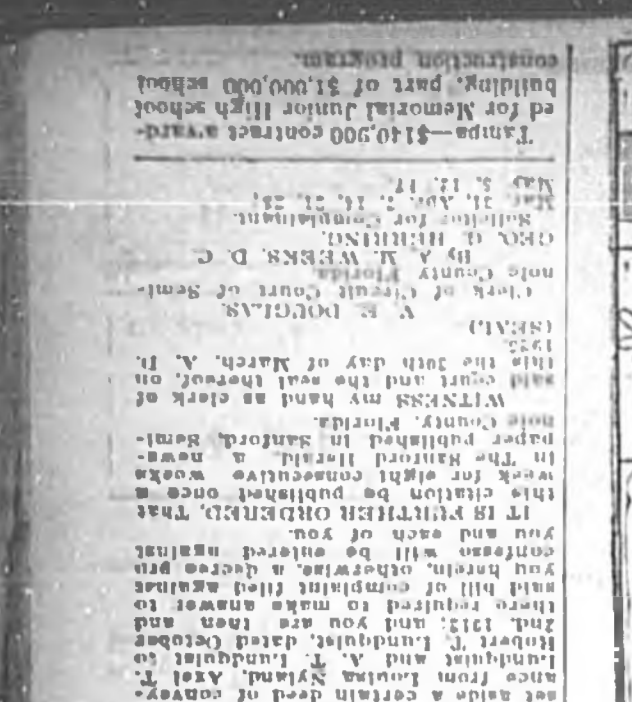 set aside a certain deed of convey-
ance from Louisa Nyland, Axel T.
Lundquist and A. T. Lundquist to
Robert T. Lundquist, dated October
2nd, 1912; and you are then and
there required to make answer to
said bill of complaint filed against
you herein, otherwise, a decree pro
confesso will be entered against
you and each of you.
IT IS FURTHER ORDERED, That
this citation be published once a
week for eight consecutive weeks
in The Sanford Herald, a news-
paper published in Sanford, Semi-
nole County, Florida.
WITNESS my hand as clerk of
said court and the seal thereof, on
this the 30th day of March, A. D.
1925.
(SEAL)
V. E. DOUGLAS,
Clerk of Circuit Court of Semi-
nole County Florida.
By A. M. WEEKS, D. C.
GEO. G. HERRING,
Solicitor for Complainant.
Mar. 31, Apr. 7, 14, 21, 28;
May 5, 12, 17.
Tampa—$140,900 contract award-
ed for Memorial Junior High school
building, part of $1,000,000 school
construction program.